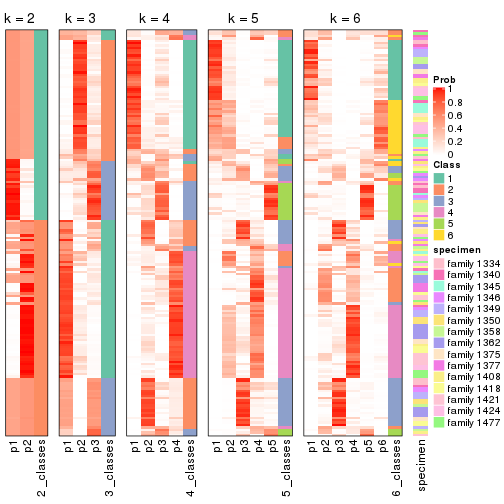 k = 2
k = 3
k = 4
k = 5
k = 6
p1
p2
2_classes
p1
p2
p3
3_classes
p1
p2
p3
p4
4_classes
p1
p2
p3
p4
p5
5_classes
p1
p2
p3
p4
p5
p6
6_classes
specimen
Prob
1
0.8
0.6
0.4
0.2
0
Class
1
2
3
4
5
6
specimen
family 1334
family 1340
family 1345
family 1346
family 1349
family 1350
family 1358
family 1362
family 1375
family 1377
family 1408
family 1418
family 1421
family 1424
family 1477